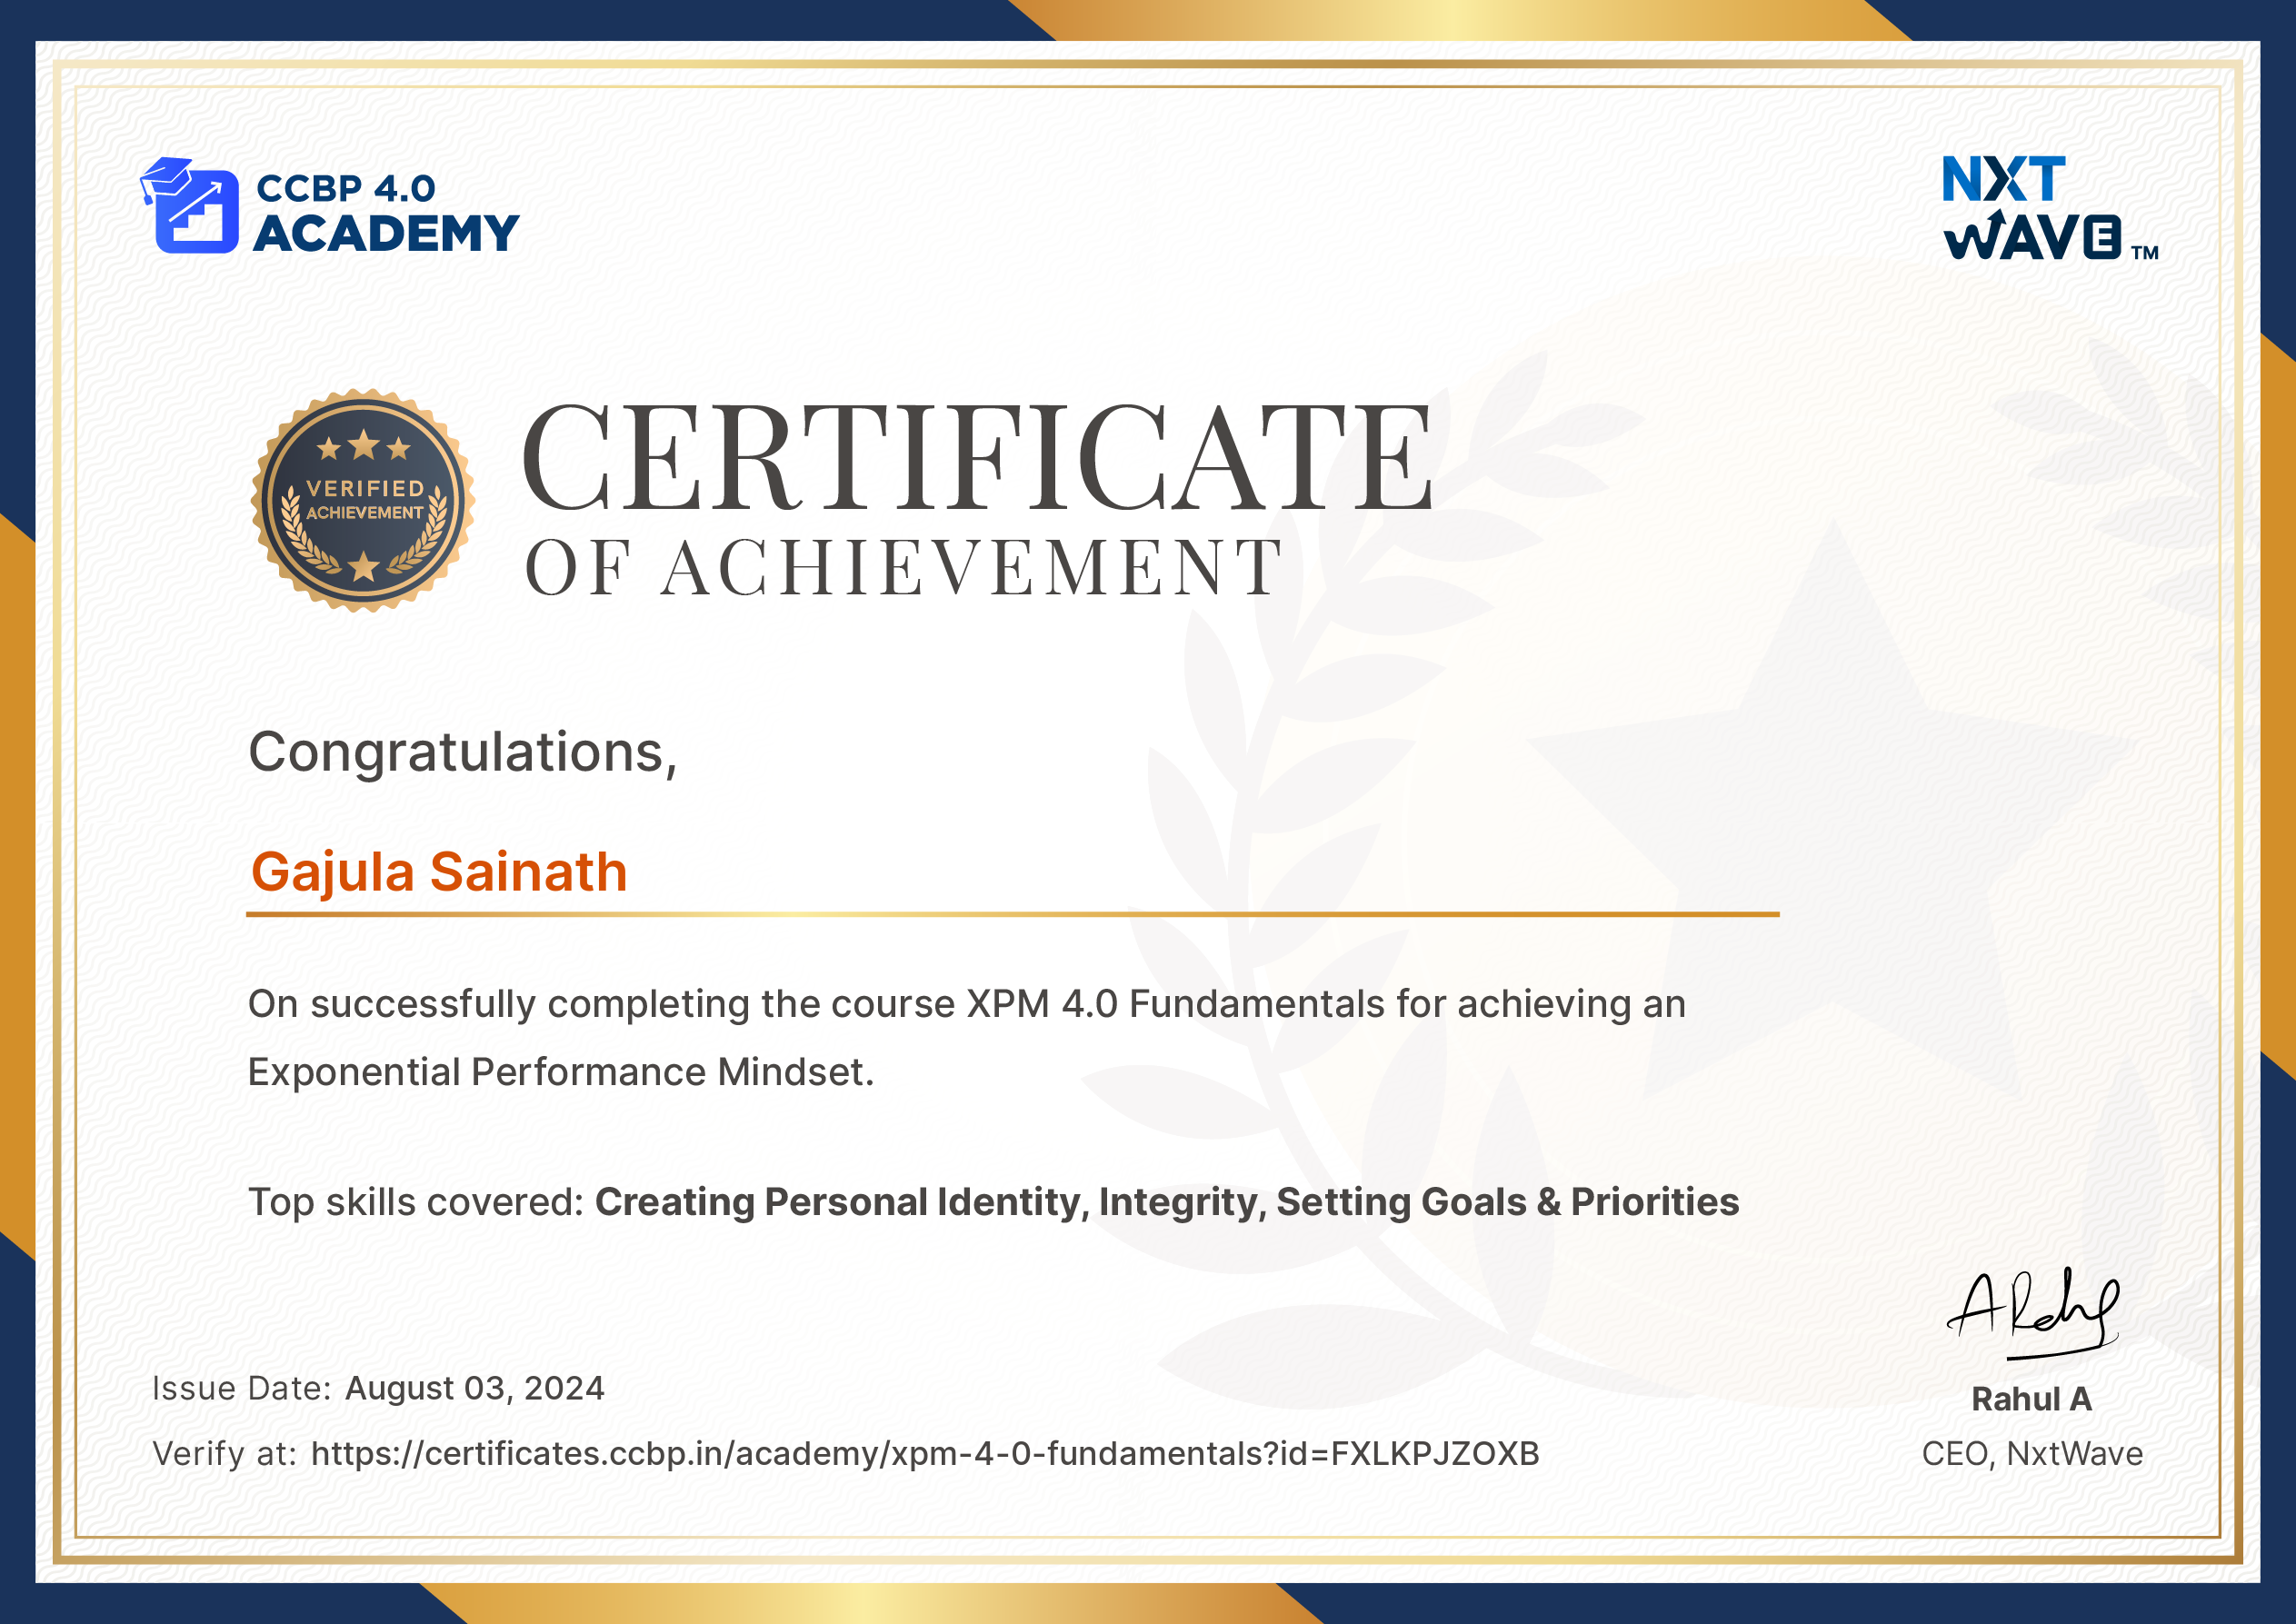 CCBP 4.0
ACADEMY
NXT
WAVE TM
VERIFIED
ACHIEVEMENT
CERTIFICATE
OF ACHIEVEMENT
Congratulations,
Gajula Sainath
On successfully completing the course XPM 4.0 Fundamentals for achieving an
Exponential Performance Mindset.
Top skills covered: Creating Personal Identity, Integrity, Setting Goals & Priorities
A Rahul
Issue Date: August 03, 2024
Rahul A
Verify at: https://certificates.ccbp.in/academy/xpm-4-0-fundamentals?id=FXLKPJZOXB
CEO, NxtWave